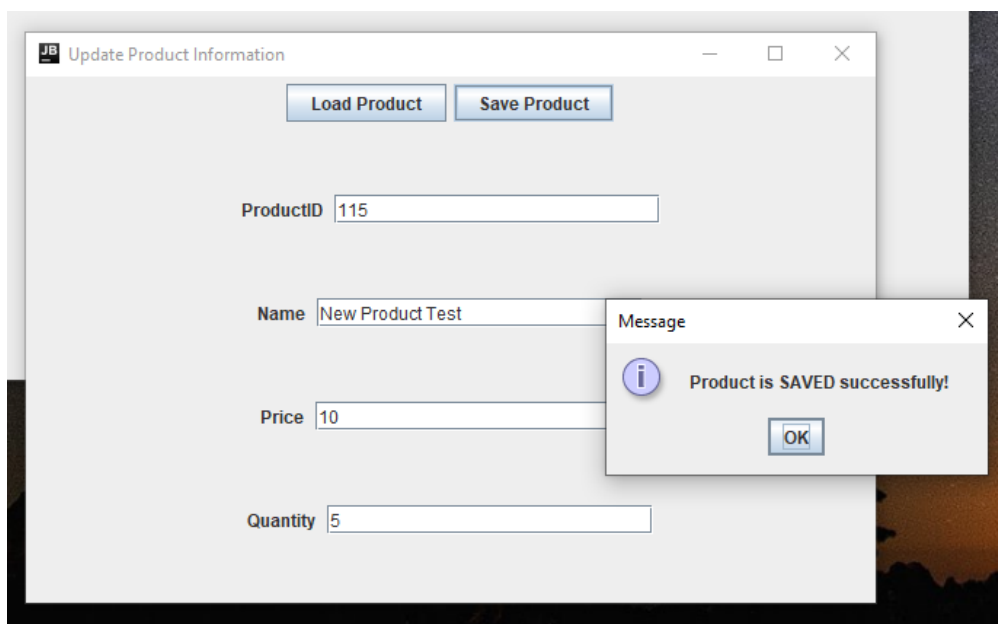 JB Update Product Information
Load Product Save Product
ProductID 115
Name New Product Test
Message
Product is SAVED successfully!
Price 10
OK
Quantity 5